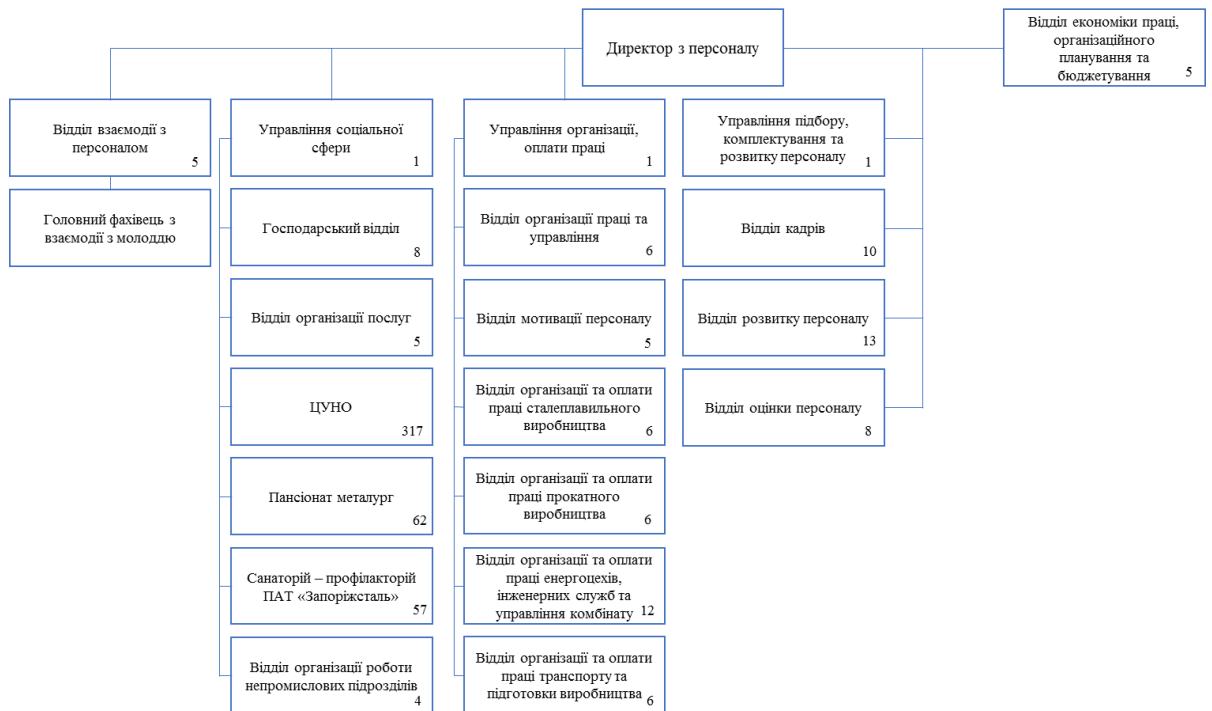 Директор з персоналу
Відділ економіки праці,
організаційного
планування та
бюджетування
5
Відділ взаємодії з
персоналом
5
Головний фахівець з
взаємодії з молоддю
Управління соціальної
сфери
1
Господарський відділ
8
Відділ організації послуг
5
ЦУНО
317
Пансіонат металург
62
Санаторій – профілакторій
ПАТ «Запоріжсталь»
57
Відділ організації роботи
непромислових підрозділів
4
Управління організації,
оплати праці
1
Відділ організації праці та
управління
6
Відділ мотивації персоналу
5
Відділ організації та оплати
праці сталеплавильного
виробництва
6
Відділ організації та оплати
праці прокатного
виробництва
6
Відділ організації та оплати
праці енергоцехів,
інженерних служб та
управління комбінату
12
Відділ організації та оплати
праці транспорту та
підготовки виробництва
6
Управління підбору,
комплектування та
розвитку персоналу
1
Відділ кадрів
10
Відділ розвитку персоналу
13
Відділ оцінки персоналу
8